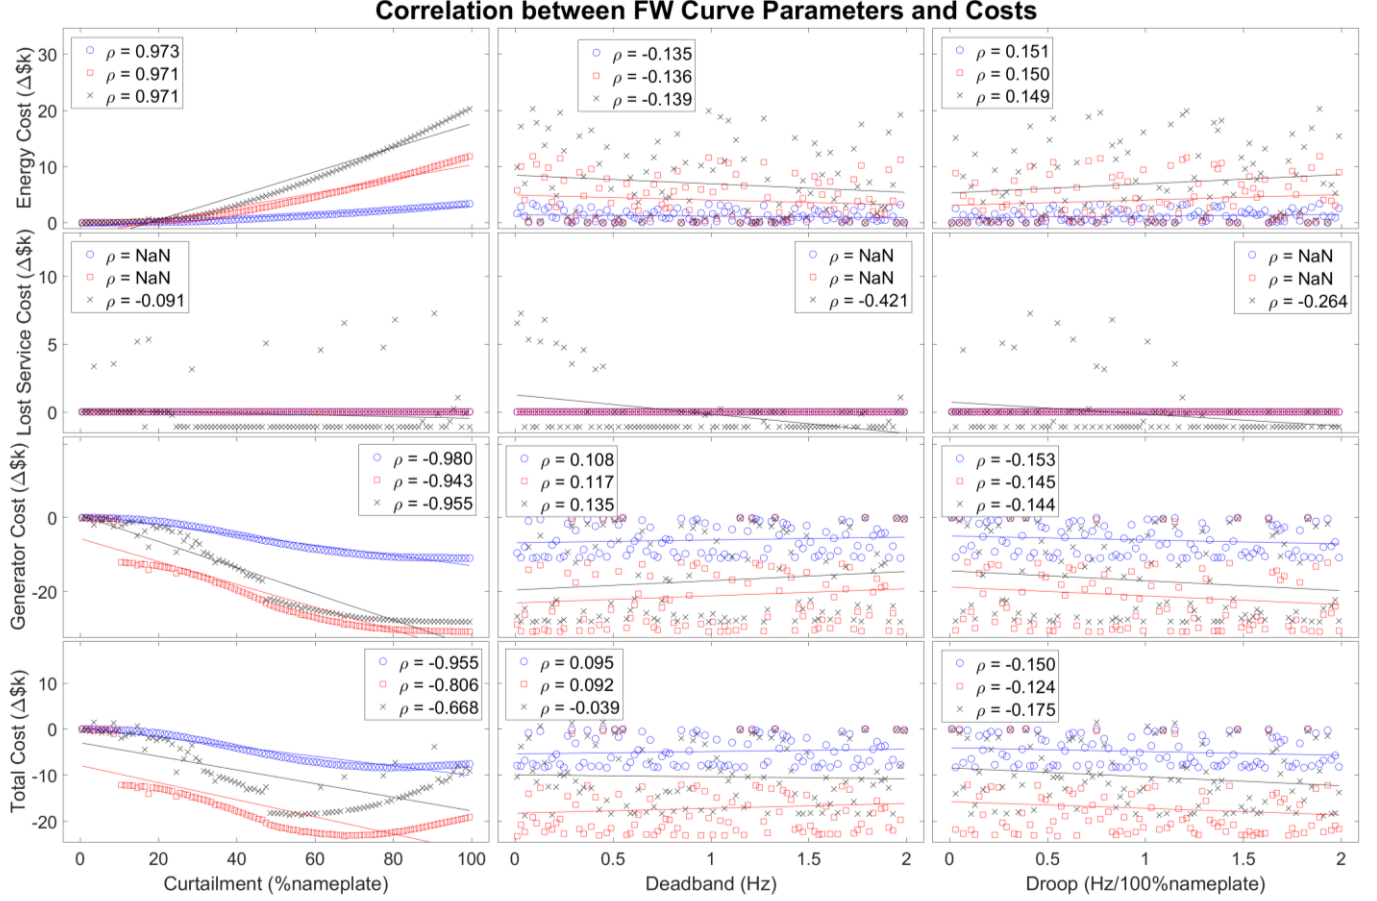 Correlation between FW Curve Parameters and Costs
Energy Cost (Δ$k)
30
20
10
0
ρ = 0.973
ρ = 0.971
ρ = 0.971
ρ = -0.135
ρ = -0.136
ρ = -0.139
ρ = 0.151
ρ = 0.150
ρ = 0.149
Lost Service Cost (Δ$k)
10
5
0
ρ = NaN
ρ = NaN
ρ = -0.091
ρ = NaN
ρ = NaN
ρ = -0.421
ρ = NaN
ρ = NaN
ρ = -0.264
Generator Cost (Δ$k)
0
-20
ρ = -0.980
ρ = -0.943
ρ = -0.955
ρ = 0.108
ρ = 0.117
ρ = 0.135
ρ = -0.153
ρ = -0.145
ρ = -0.144
Total Cost (Δ$k)
10
0
-10
-20
ρ = -0.955
ρ = -0.806
ρ = -0.668
ρ = 0.095
ρ = 0.092
ρ = -0.039
ρ = -0.150
ρ = -0.124
ρ = -0.175
0 20 40 60 80 100
0 0.5 1 1.5 2
0 0.5 1 1.5 2
Curtailment (%nameplate)
Deadband (Hz)
Droop (Hz/100%nameplate)